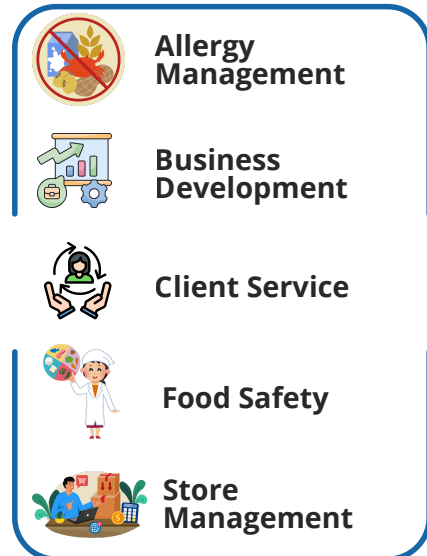 Allergy
Management
Business
Development
Client Service
Food Safety
Store
Management